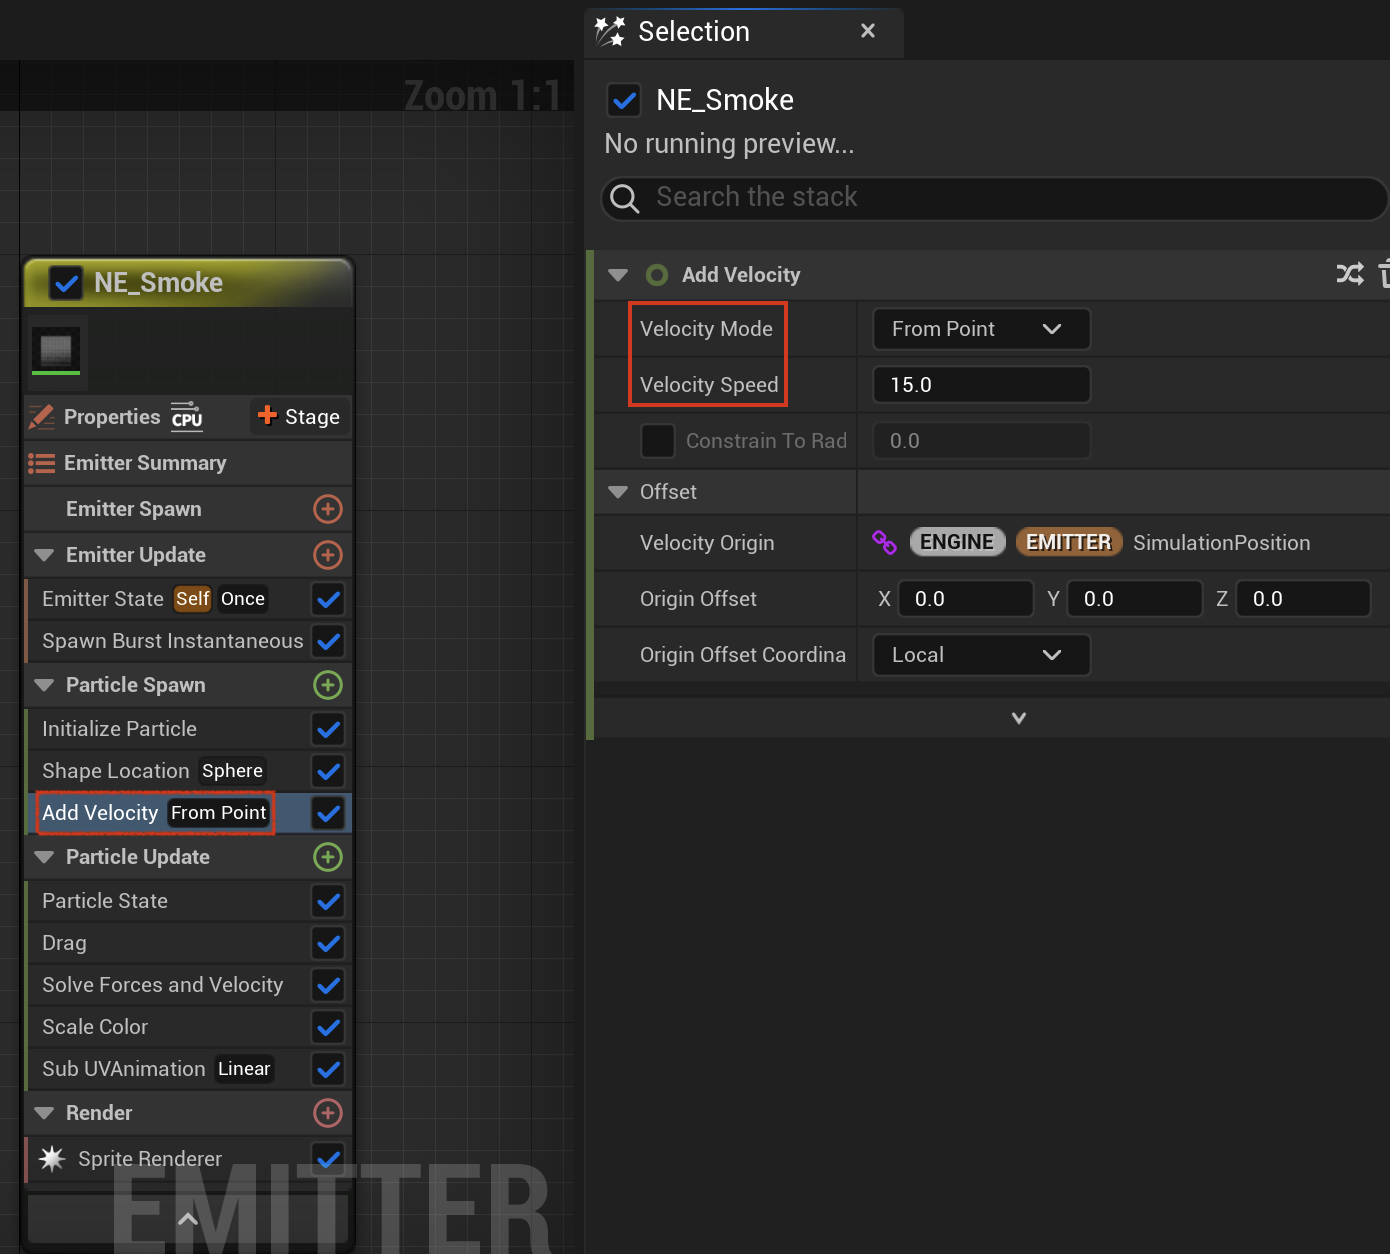 Zoom 1:1
NE_Smoke
Properties CPU Stage
Emitter Summary
Emitter Spawn
Emitter Update
Emitter State Self Once
Spawn Burst Instantaneous
Particle Spawn
Initialize Particle
Shape Location Sphere
Add Velocity From Point
Particle Update
Particle State
Drag
Solve Forces and Velocity
Scale Color
Sub UVAnimation Linear
Render
Sprite Renderer
EMITTER
Selection
NE_Smoke
No running preview...
Search the stack
Add Velocity
Velocity Mode From Point
Velocity Speed 15.0
Constrain To Rad 0.0
Offset
Velocity Origin ENGINE EMITTER SimulationPosition
Origin Offset X 0.0 Y 0.0 Z 0.0
Origin Offset Coordina Local